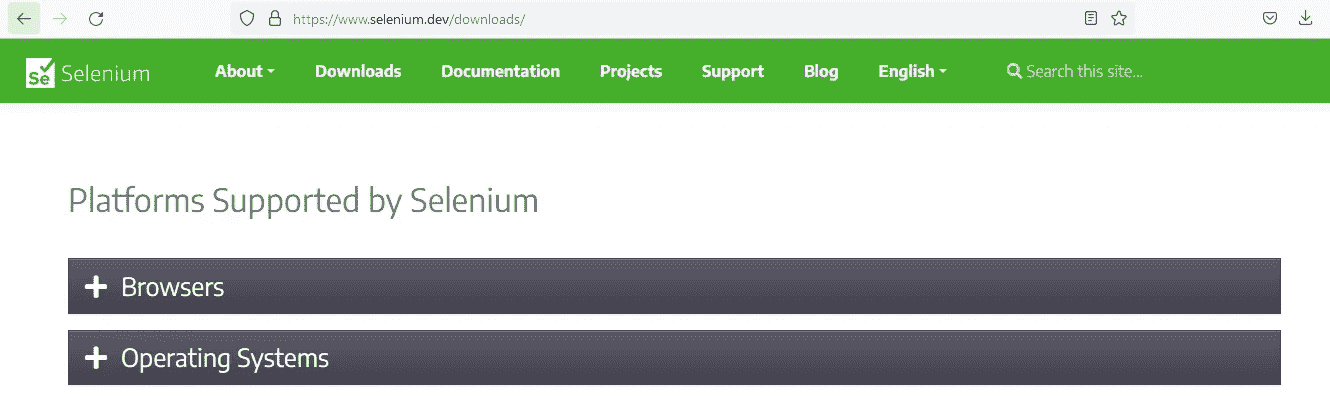 https://www.selenium.dev/downloads/
Se Selenium About Downloads Documentation Projects Support Blog English Search this site...
Platforms Supported by Selenium
Browsers
Operating Systems